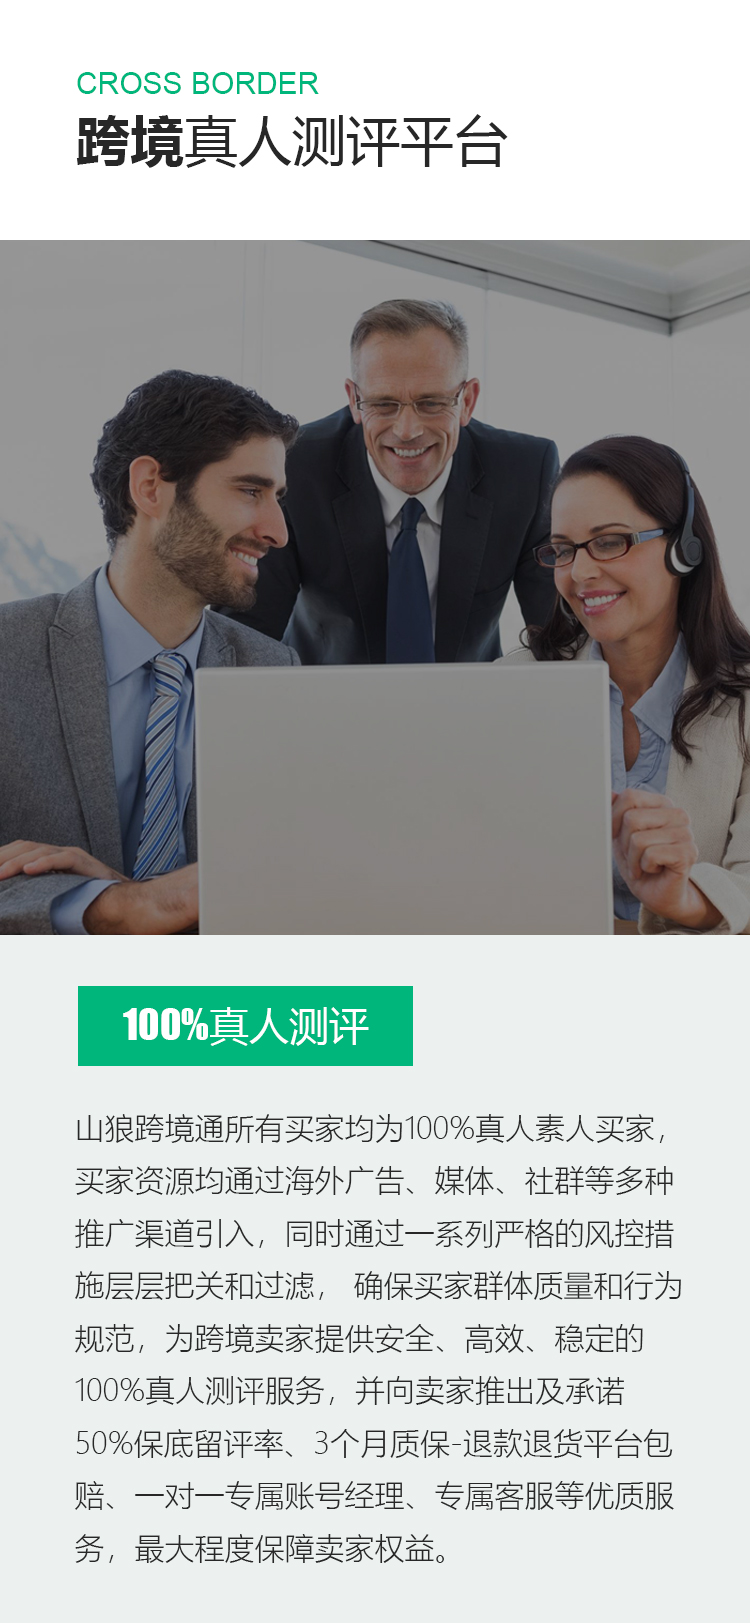 CROSS BORDER
跨境真人测评平台
100%真人测评
山狼跨境通所有买家均为100%真人素人买家，
买家资源均通过海外广告、媒体、社群等多种
推广渠道引入，同时通过一系列严格的风控措
施层层把关和过滤， 确保买家群体质量和行为
规范，为跨境卖家提供安全、高效、稳定的
100%真人测评服务，并向卖家推出及承诺
50%保底留评率、3个月质保-退款退货平台包
赔、一对一专属账号经理、专属客服等优质服
务，最大程度保障卖家权益。